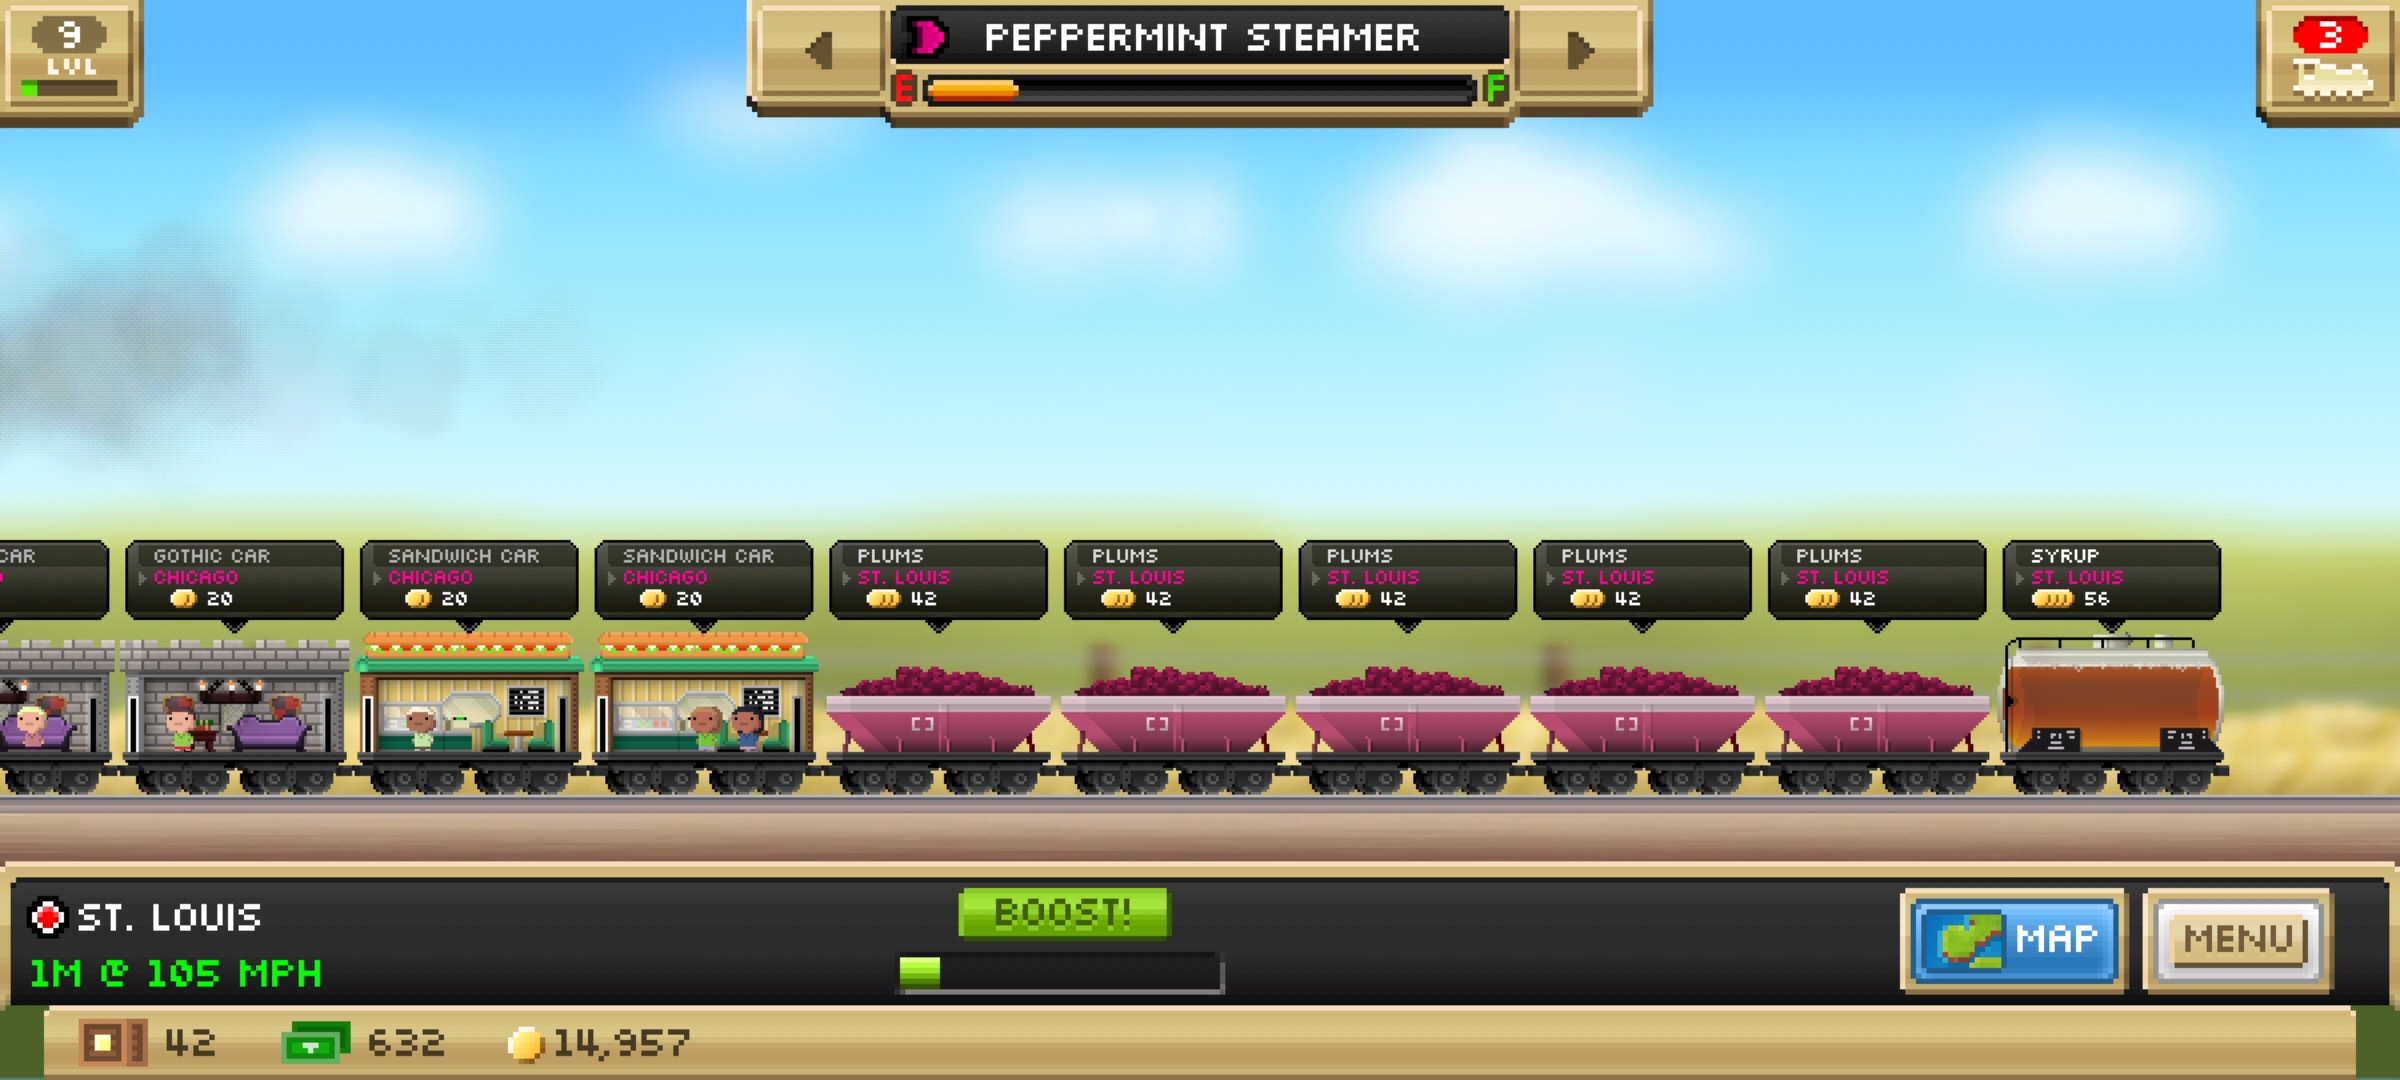 9
LVL
PEPPERMINT STEAMER
E F
3
CAR
GOTHIC CAR
CHICAGO
20
SANDWICH CAR
CHICAGO
20
SANDWICH CAR
CHICAGO
20
PLUMS
ST. LOUIS
42
PLUMS
ST. LOUIS
42
PLUMS
ST. LOUIS
42
PLUMS
ST. LOUIS
42
PLUMS
ST. LOUIS
42
SYRUP
ST. LOUIS
56
ST. LOUIS
1M @ 105 MPH
BOOST!
MAP
MENU
42
632
14,957